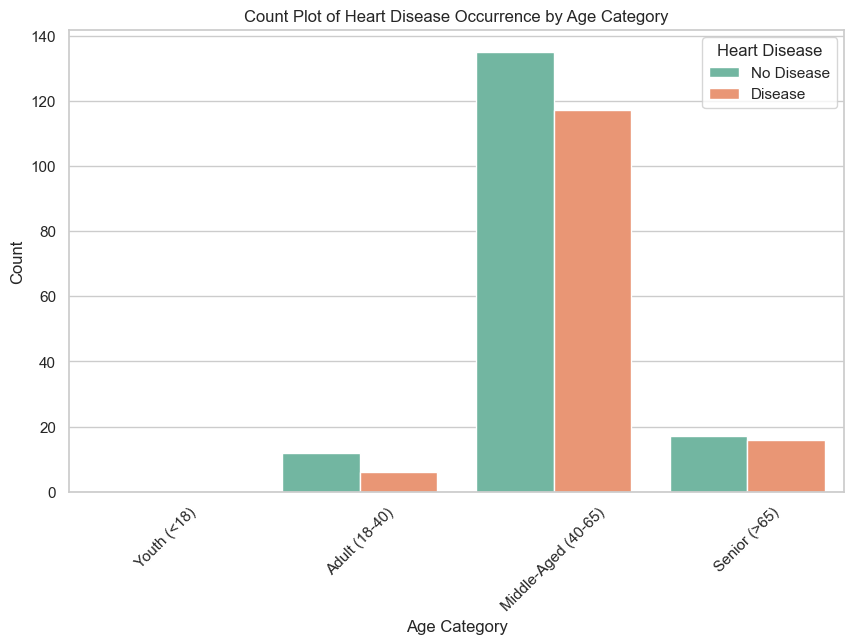 Count Plot of Heart Disease Occurrence by Age Category
Heart Disease
No Disease
Disease
Count
140
120
100
80
60
40
20
0
Youth (<18)
Adult (18-40)
Middle-Aged (40-65)
Senior (>65)
Age Category